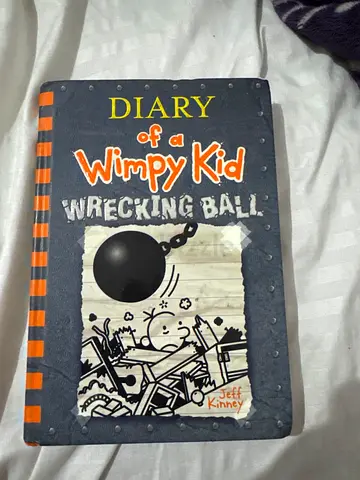 DIARY
of a
Wimpy Kid
WRECKING BALL
Jeff
Kinney